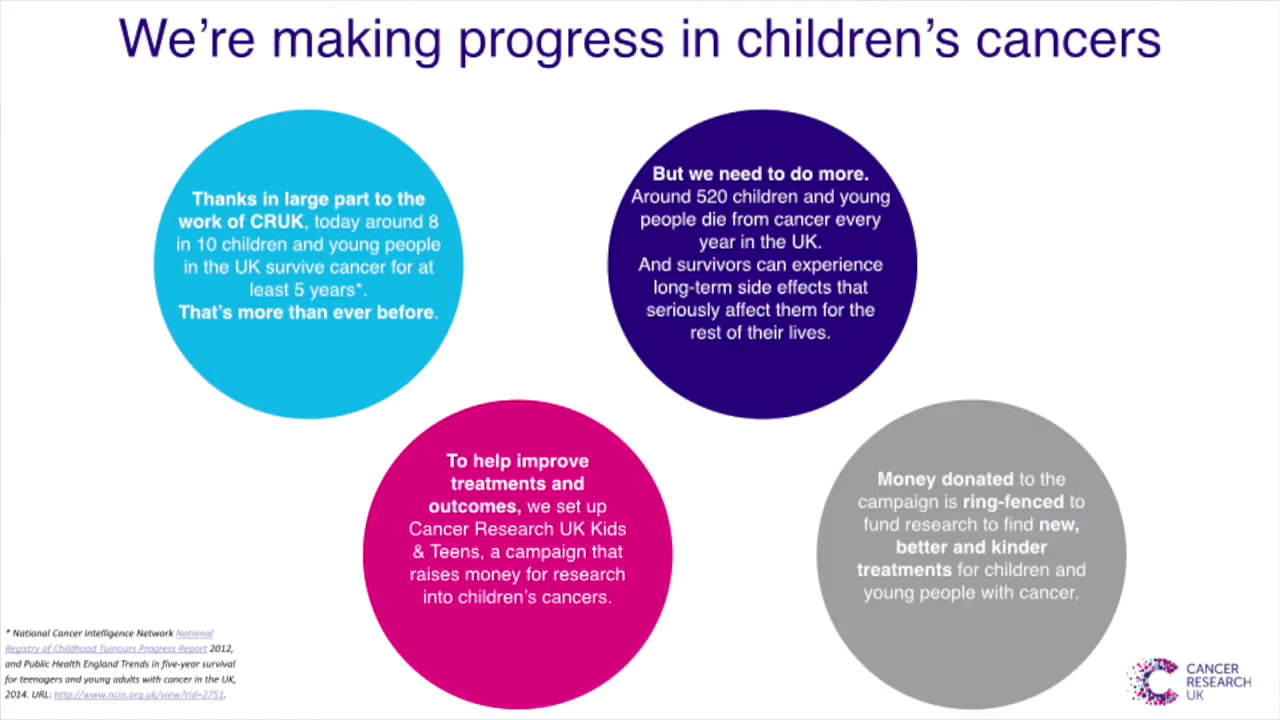 We're making progress in children's cancers
Thanks in large part to the
work of CRUK, today around 8
in 10 children and young people
in the UK survive cancer for at
least 5 years*.
That's more than ever before.
But we need to do more.
Around 520 children and young
people die from cancer every
year in the UK.
And survivors can experience
long-term side effects that
seriously affect them for the
rest of their lives.
To help improve
treatments and
outcomes, we set up
Cancer Research UK Kids
& Teens, a campaign that
raises money for research
into children's cancers.
Money donated to the
campaign is ring-fenced to
fund research to find new,
better and kinder
treatments for children and
young people with cancer.
* National Cancer Intelligence Network National
Registry of Childhood Tumours Progress Report 2012,
and Public Health England Trends in five-year survival
for teenagers and young adults with cancer in the UK,
2014. URL: http://www.ncin.org.uk/view?rid=2751.
CANCER
RESEARCH
UK